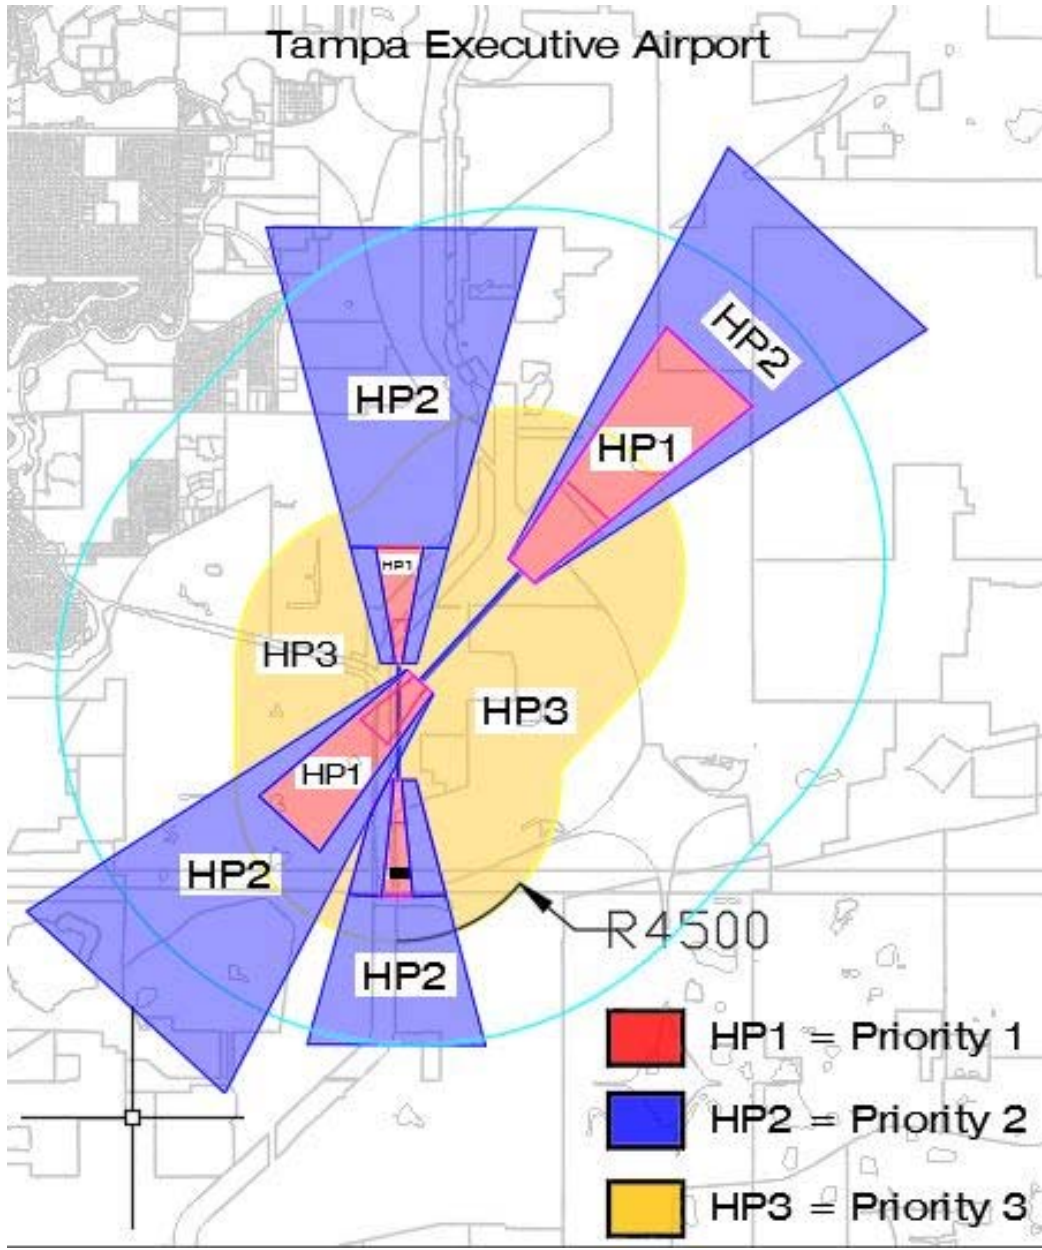 Tampa Executive Airport
HP2
HP2
HP1
HP1
HP3
HP3
HP1
HP2
R4500
HP2
HP1 = Priority 1
HP2 = Priority 2
HP3 = Priority 3